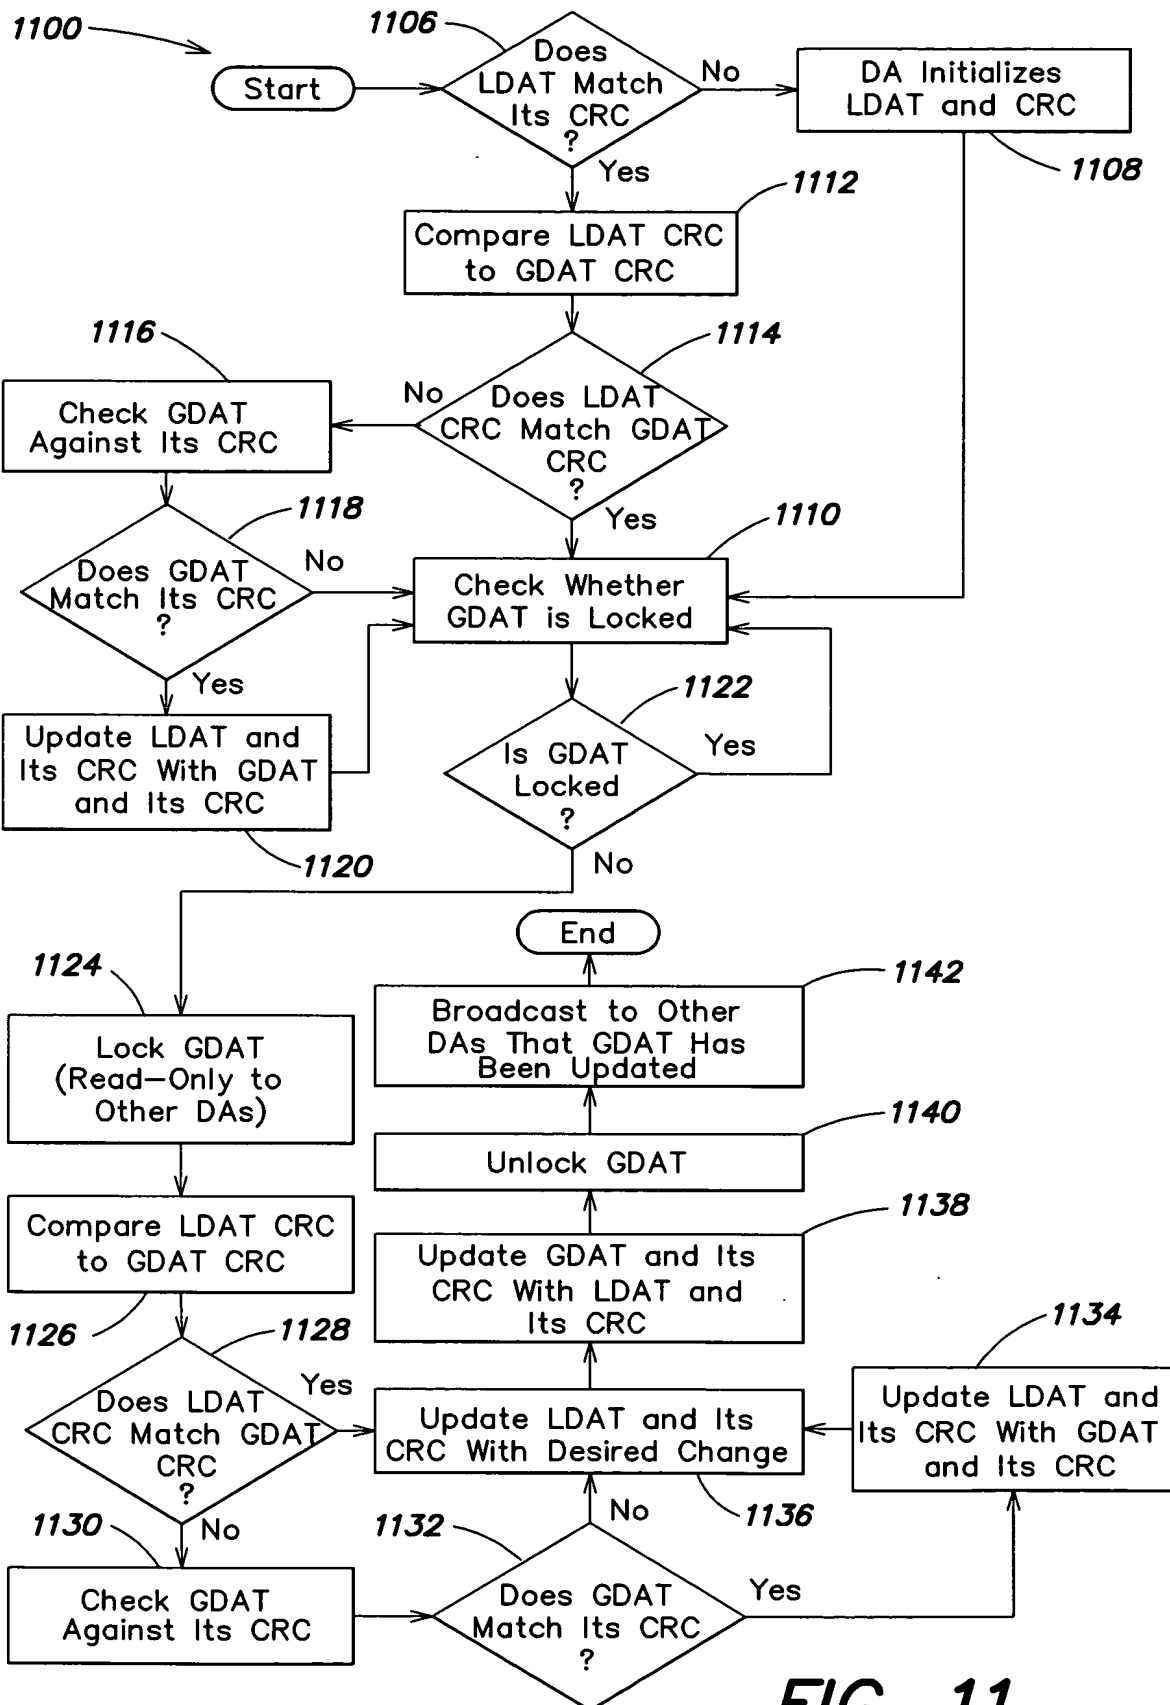 1100
1106
Start
Does
LDAT Match
Its CRC
?
No
DA Initializes
LDAT and CRC
1108
Yes
1112
Compare LDAT CRC
to GDAT CRC
1116
1114
Check GDAT
Against Its CRC
No
Does LDAT
CRC Match GDAT
CRC
?
Yes
1118
1110
Does GDAT
Match Its CRC
?
No
Check Whether
GDAT is Locked
Yes
1122
Update LDAT and
Its CRC With GDAT
and Its CRC
1120
Is GDAT
Locked
?
Yes
No
End
1124
1142
Lock GDAT
(Read-Only to
Other DAs)
Broadcast to Other
DAs That GDAT Has
Been Updated
1140
Unlock GDAT
Compare LDAT CRC
to GDAT CRC
1138
Update GDAT and Its
CRC With LDAT and
Its CRC
1126
1128
1134
Does LDAT
CRC Match GDAT
CRC
?
Yes
Update LDAT and Its
CRC With Desired Change
Update LDAT and
Its CRC With GDAT
and Its CRC
1130
No
1132
No
1136
Check GDAT
Against Its CRC
Does GDAT
Match Its CRC
?
Yes
FIG. 11